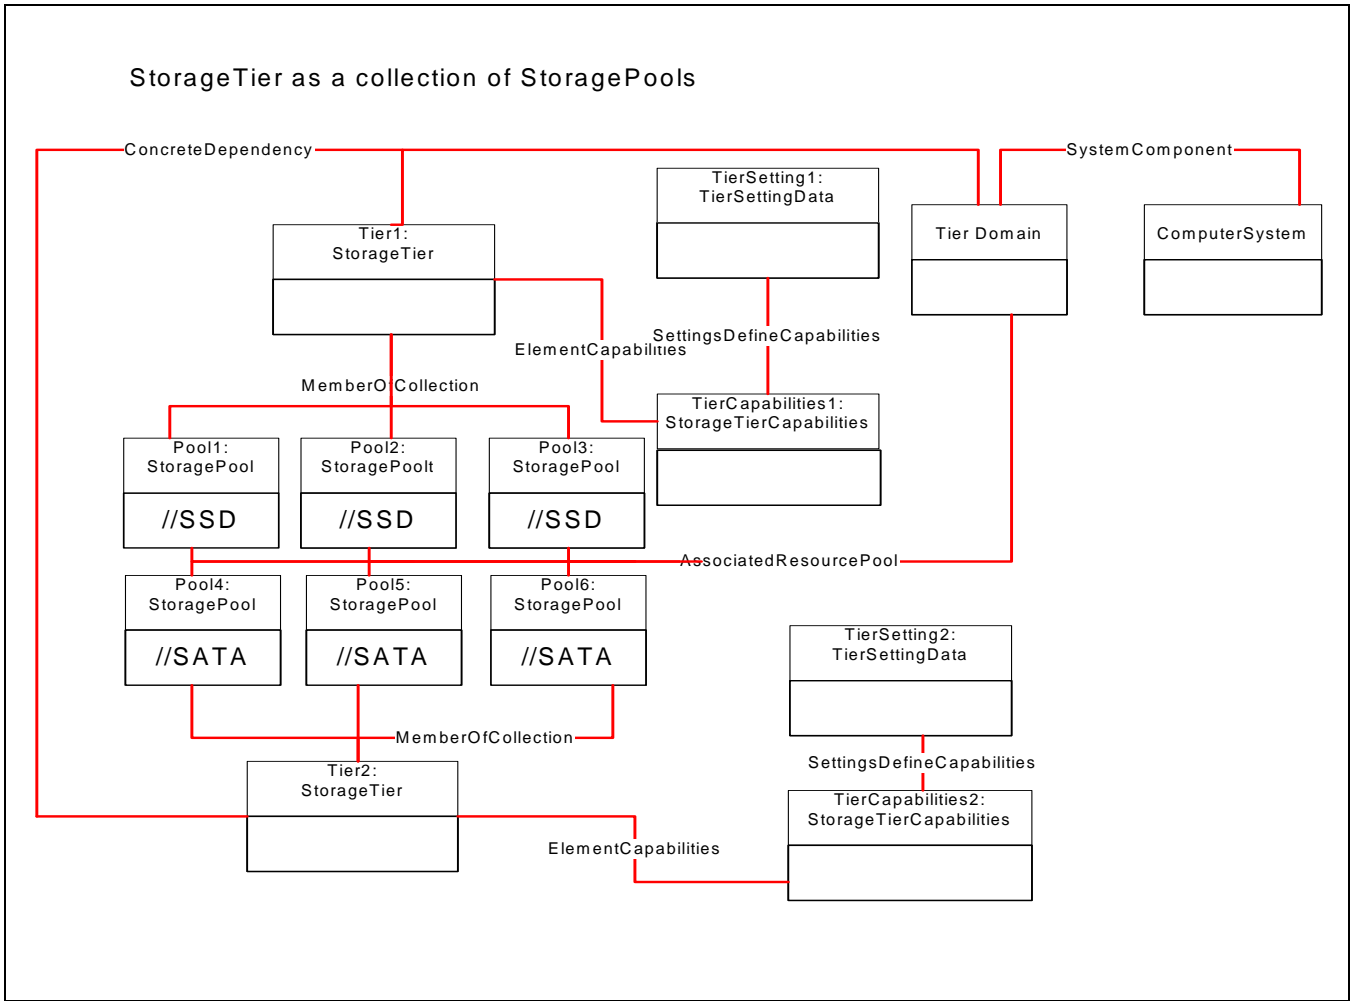 StorageTier as a collection of StoragePools
ConcreteDependency
SystemComponent
TierSetting1:
TierSettingData
Tier1:
StorageTier
Tier Domain
ComputerSystem
SettingsDefineCapabilities
ElementCapabilities
MemberOfCollection
TierCapabilities1:
StorageTierCapabilities
Pool1:
StoragePool
//SSD
Pool2:
StoragePoolt
//SSD
Pool3:
StoragePool
//SSD
AssociatedResourcePool
Pool4:
StoragePool
//SATA
Pool5:
StoragePool
//SATA
Pool6:
StoragePool
//SATA
TierSetting2:
TierSettingData
MemberOfCollection
SettingsDefineCapabilities
Tier2:
StorageTier
TierCapabilities2:
StorageTierCapabilities
ElementCapabilities